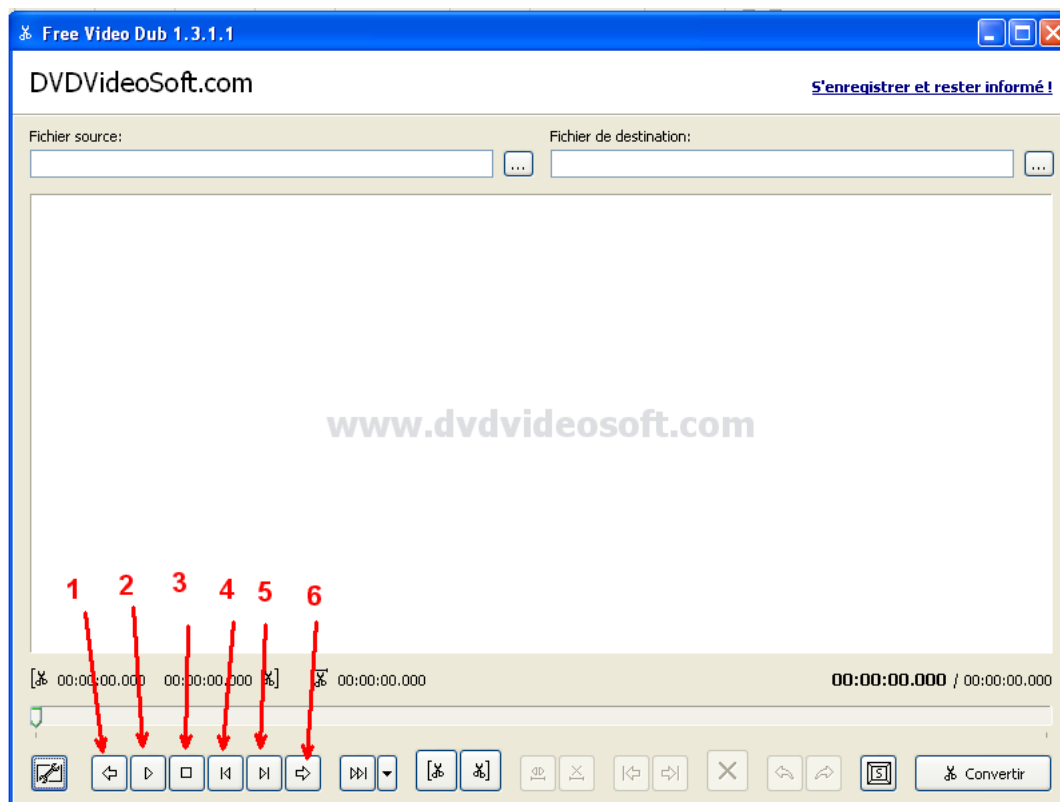 Free Video Dub 1.3.1.1
DVDVideoSoft.com
S'enregistrer et rester informé !
Fichier source:
Fichier de destination:
...
...
www.dvdvideosoft.com
1 2 3 4 5 6
00:00:00.000 00:00:00.000 00:00:00.000 00:00:00.000 / 00:00:00.000
S
Convertir